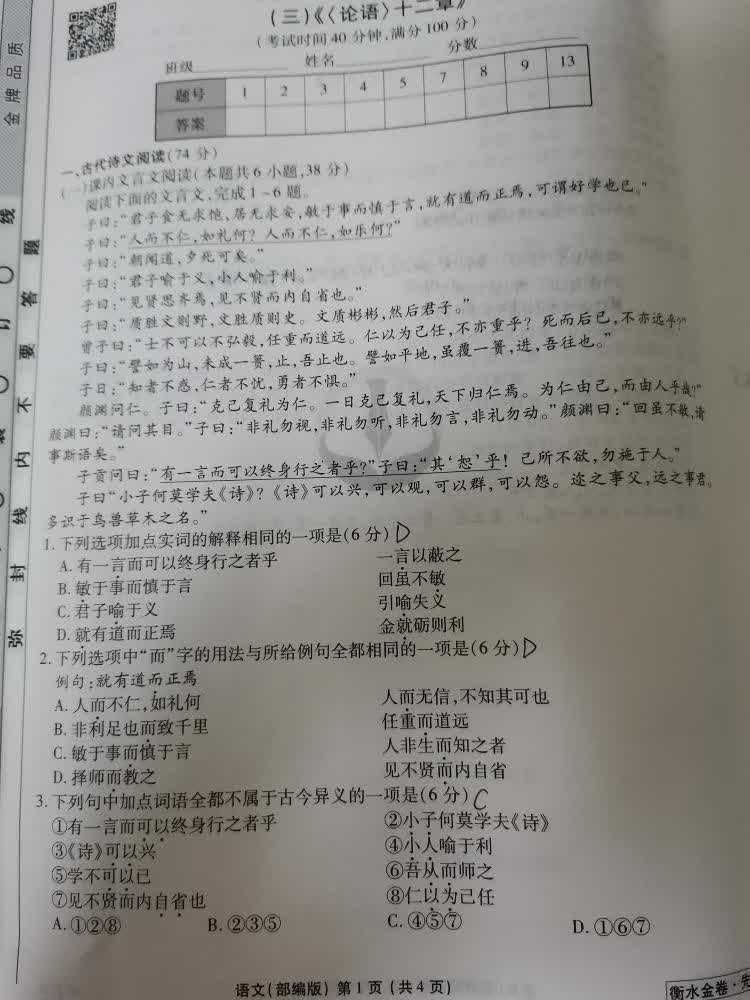 (三)《〈论语〉十二章》
(考试时间40分钟,满分100分)
班级 姓名 分数
题号 1 2 3 4 5 7 8 9 13
答案
一、古代诗文阅读(74分)
(一)课内文言文阅读(本题共6小题,38分)
阅读下面的文言文,完成1~6题。
子曰:“君子食无求饱,居无求安,敏于事而慎于言,就有道而正焉,可谓好学也已。”
子曰:“人而不仁,如礼何?人而不仁,如乐何?”
子曰:“朝闻道,夕死可矣。”
子曰:“君子喻于义,小人喻于利。”
子曰:“见贤思齐焉,见不贤而内自省也。”
子曰:“质胜文则野,文胜质则史。文质彬彬,然后君子。”
曾子曰:“士不可以不弘毅,任重而道远。仁以为己任,不亦重乎?死而后已,不亦远乎?”
子曰:“譬如为山,未成一篑,止,吾止也。譬如平地,虽覆一篑,进,吾往也。”
子曰:“知者不惑,仁者不忧,勇者不惧。”
颜渊问仁。子曰:“克己复礼为仁。一日克己复礼,天下归仁焉。为仁由己,而由人乎哉?”
颜渊曰:“请问其目。”子曰:“非礼勿视,非礼勿听,非礼勿言,非礼勿动。”颜渊曰:“回虽不敏,请
事斯语矣。”
子贡问曰:“有一言而可以终身行之者乎?”子曰:“其‘恕’乎!己所不欲,勿施于人。”
子曰“小子何莫学夫《诗》?《诗》可以兴,可以观,可以群,可以怨。迩之事父,远之事君。
多识于鸟兽草木之名。”
1.下列选项加点实词的解释相同的一项是(6分) D
A.有一言而可以终身行之者乎 一言以蔽之
B.敏于事而慎于言 回虽不敏
C.君子喻于义 引喻失义
D.就有道而正焉 金就砺则利
2.下列选项中“而”字的用法与所给例句全都相同的一项是(6分) D
例句:就有道而正焉
A.人而不仁,如礼何 人而无信,不知其可也
B.非利足也而致千里 任重而道远
C.敏于事而慎于言 人非生而知之者
D.择师而教之 见不贤而内自省
3.下列句中加点词语全都不属于古今异义的一项是(6分) C
①有一言而可以终身行之者乎 ②小子何莫学夫《诗》
③《诗》可以兴 ④小人喻于利
⑤学不可以已 ⑥吾从而师之
⑦见不贤而内自省也 ⑧仁以为己任
A.①②⑧ B.②③⑤ C.④⑤⑦ D.①⑥⑦
语文(部编版) 第1页(共4页)
衡水金卷·先
金牌品质
弥封线内不要答题
订
线